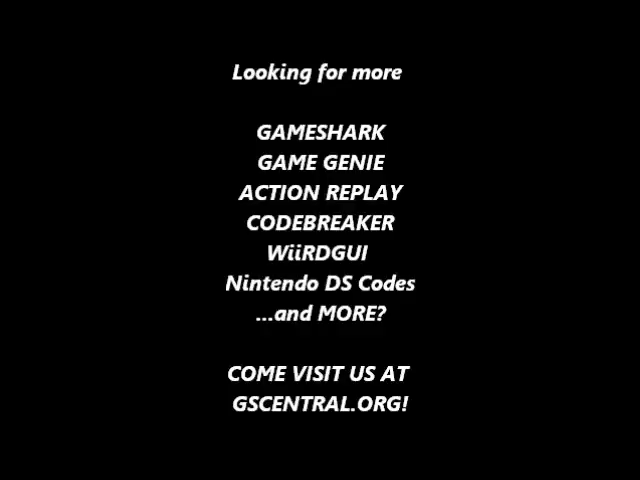 Looking for more
GAMESHARK
GAME GENIE
ACTION REPLAY
CODEBREAKER
WiiRDGUI
Nintendo DS Codes
...and MORE?
COME VISIT US AT
GSCENTRAL.ORG!